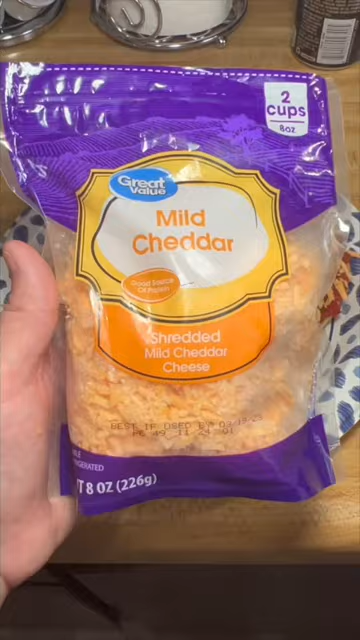 2
cups
8oz
Great
Value
Mild
Cheddar
Good Source
Of Protein
Shredded
Mild Cheddar
Cheese
BEST IF USED BY
T 8 OZ (226g)